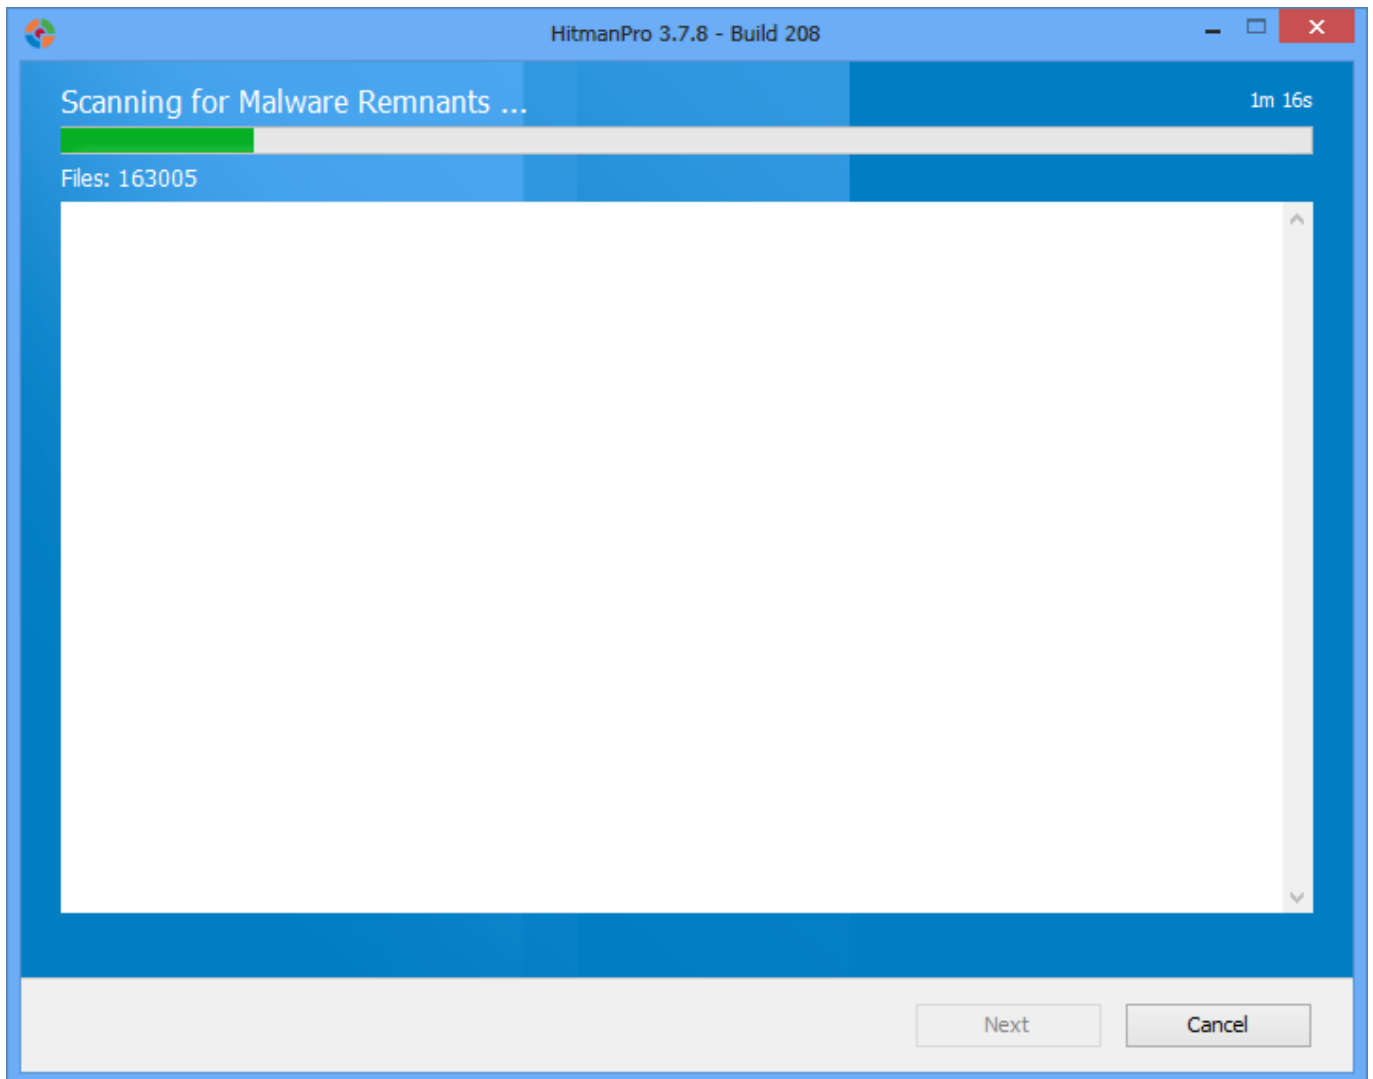 HitmanPro 3.7.8 - Build 208
Scanning for Malware Remnants ...
1m 16s
Files: 163005
Next
Cancel